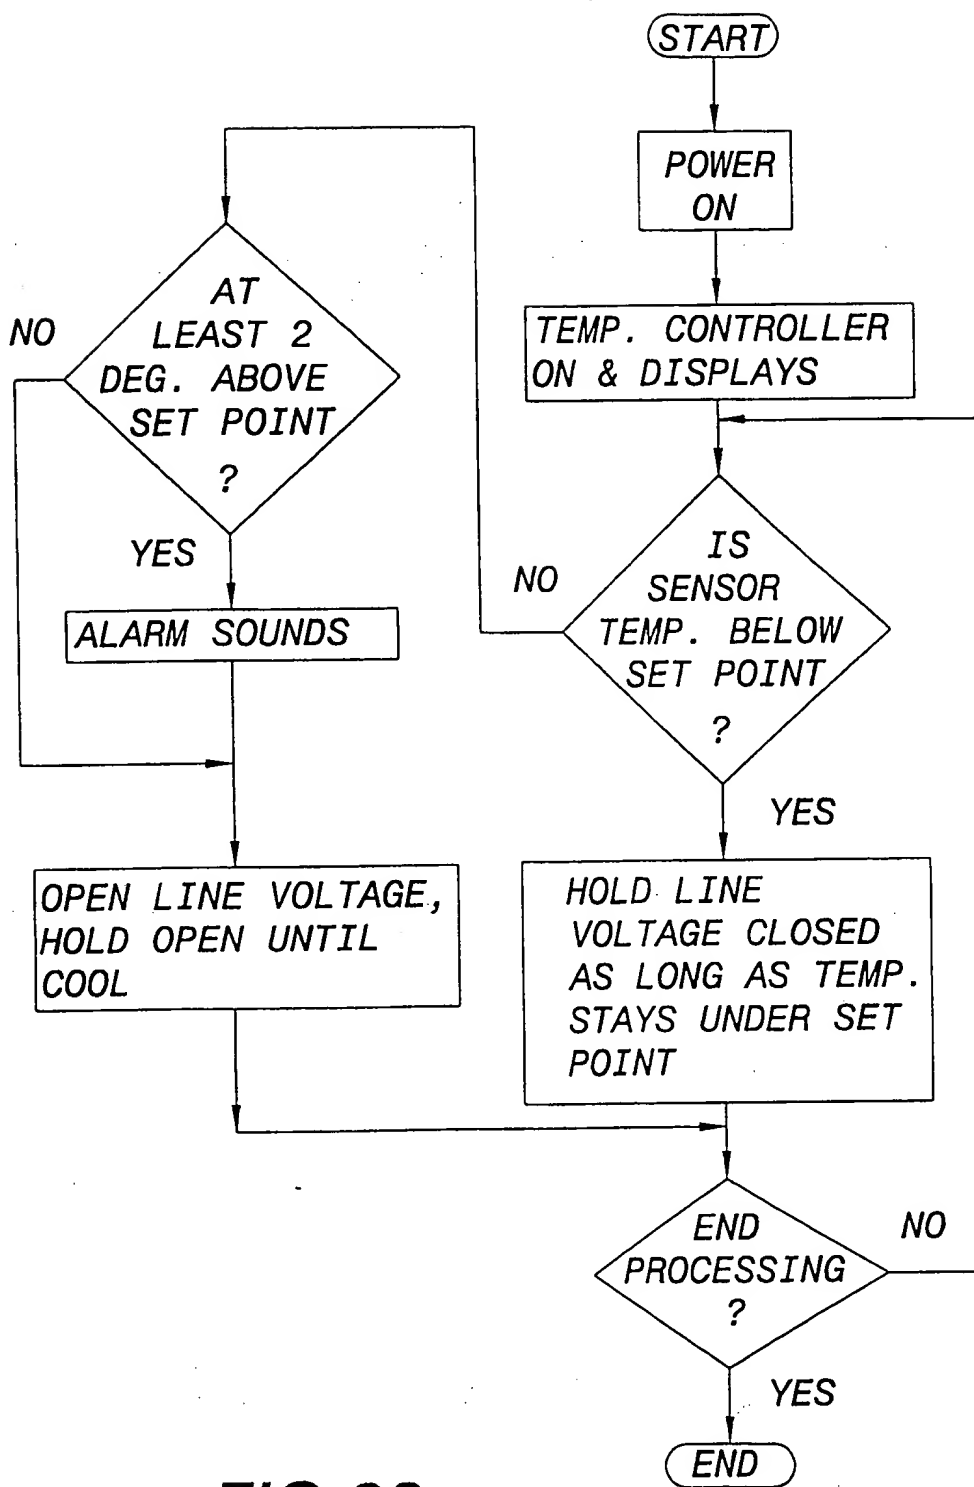 START
POWER
ON
TEMP. CONTROLLER
ON & DISPLAYS
IS
SENSOR
TEMP. BELOW
SET POINT
?
NO
YES
AT
LEAST 2
DEG. ABOVE
SET POINT
?
NO
YES
ALARM SOUNDS
OPEN LINE VOLTAGE,
HOLD OPEN UNTIL
COOL
HOLD LINE
VOLTAGE CLOSED
AS LONG AS TEMP.
STAYS UNDER SET
POINT
END
PROCESSING
?
NO
YES
END